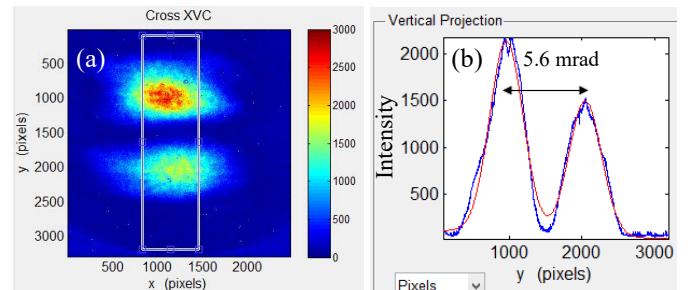 Cross XVC
(a)
500
1000
1500
2000
2500
3000
y (pixels)
500 1000 1500 2000
x (pixels)
3000
2500
2000
1500
1000
500
0
Vertical Projection
(b)
5.6 mrad
2000
1500
1000
500
Intensity
1000 2000 3000
y (pixels)
Pixels